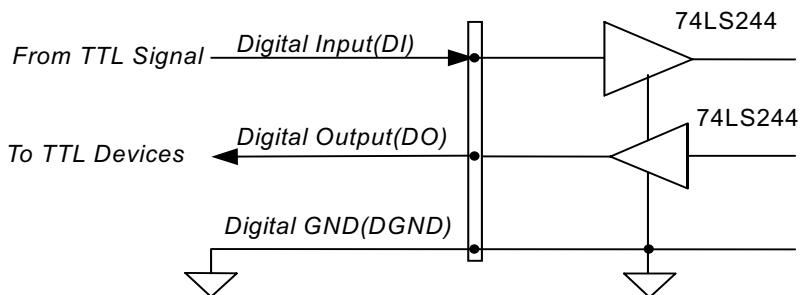 74LS244
From TTL Signal
Digital Input(DI)
74LS244
To TTL Devices
Digital Output(DO)
Digital GND(DGND)